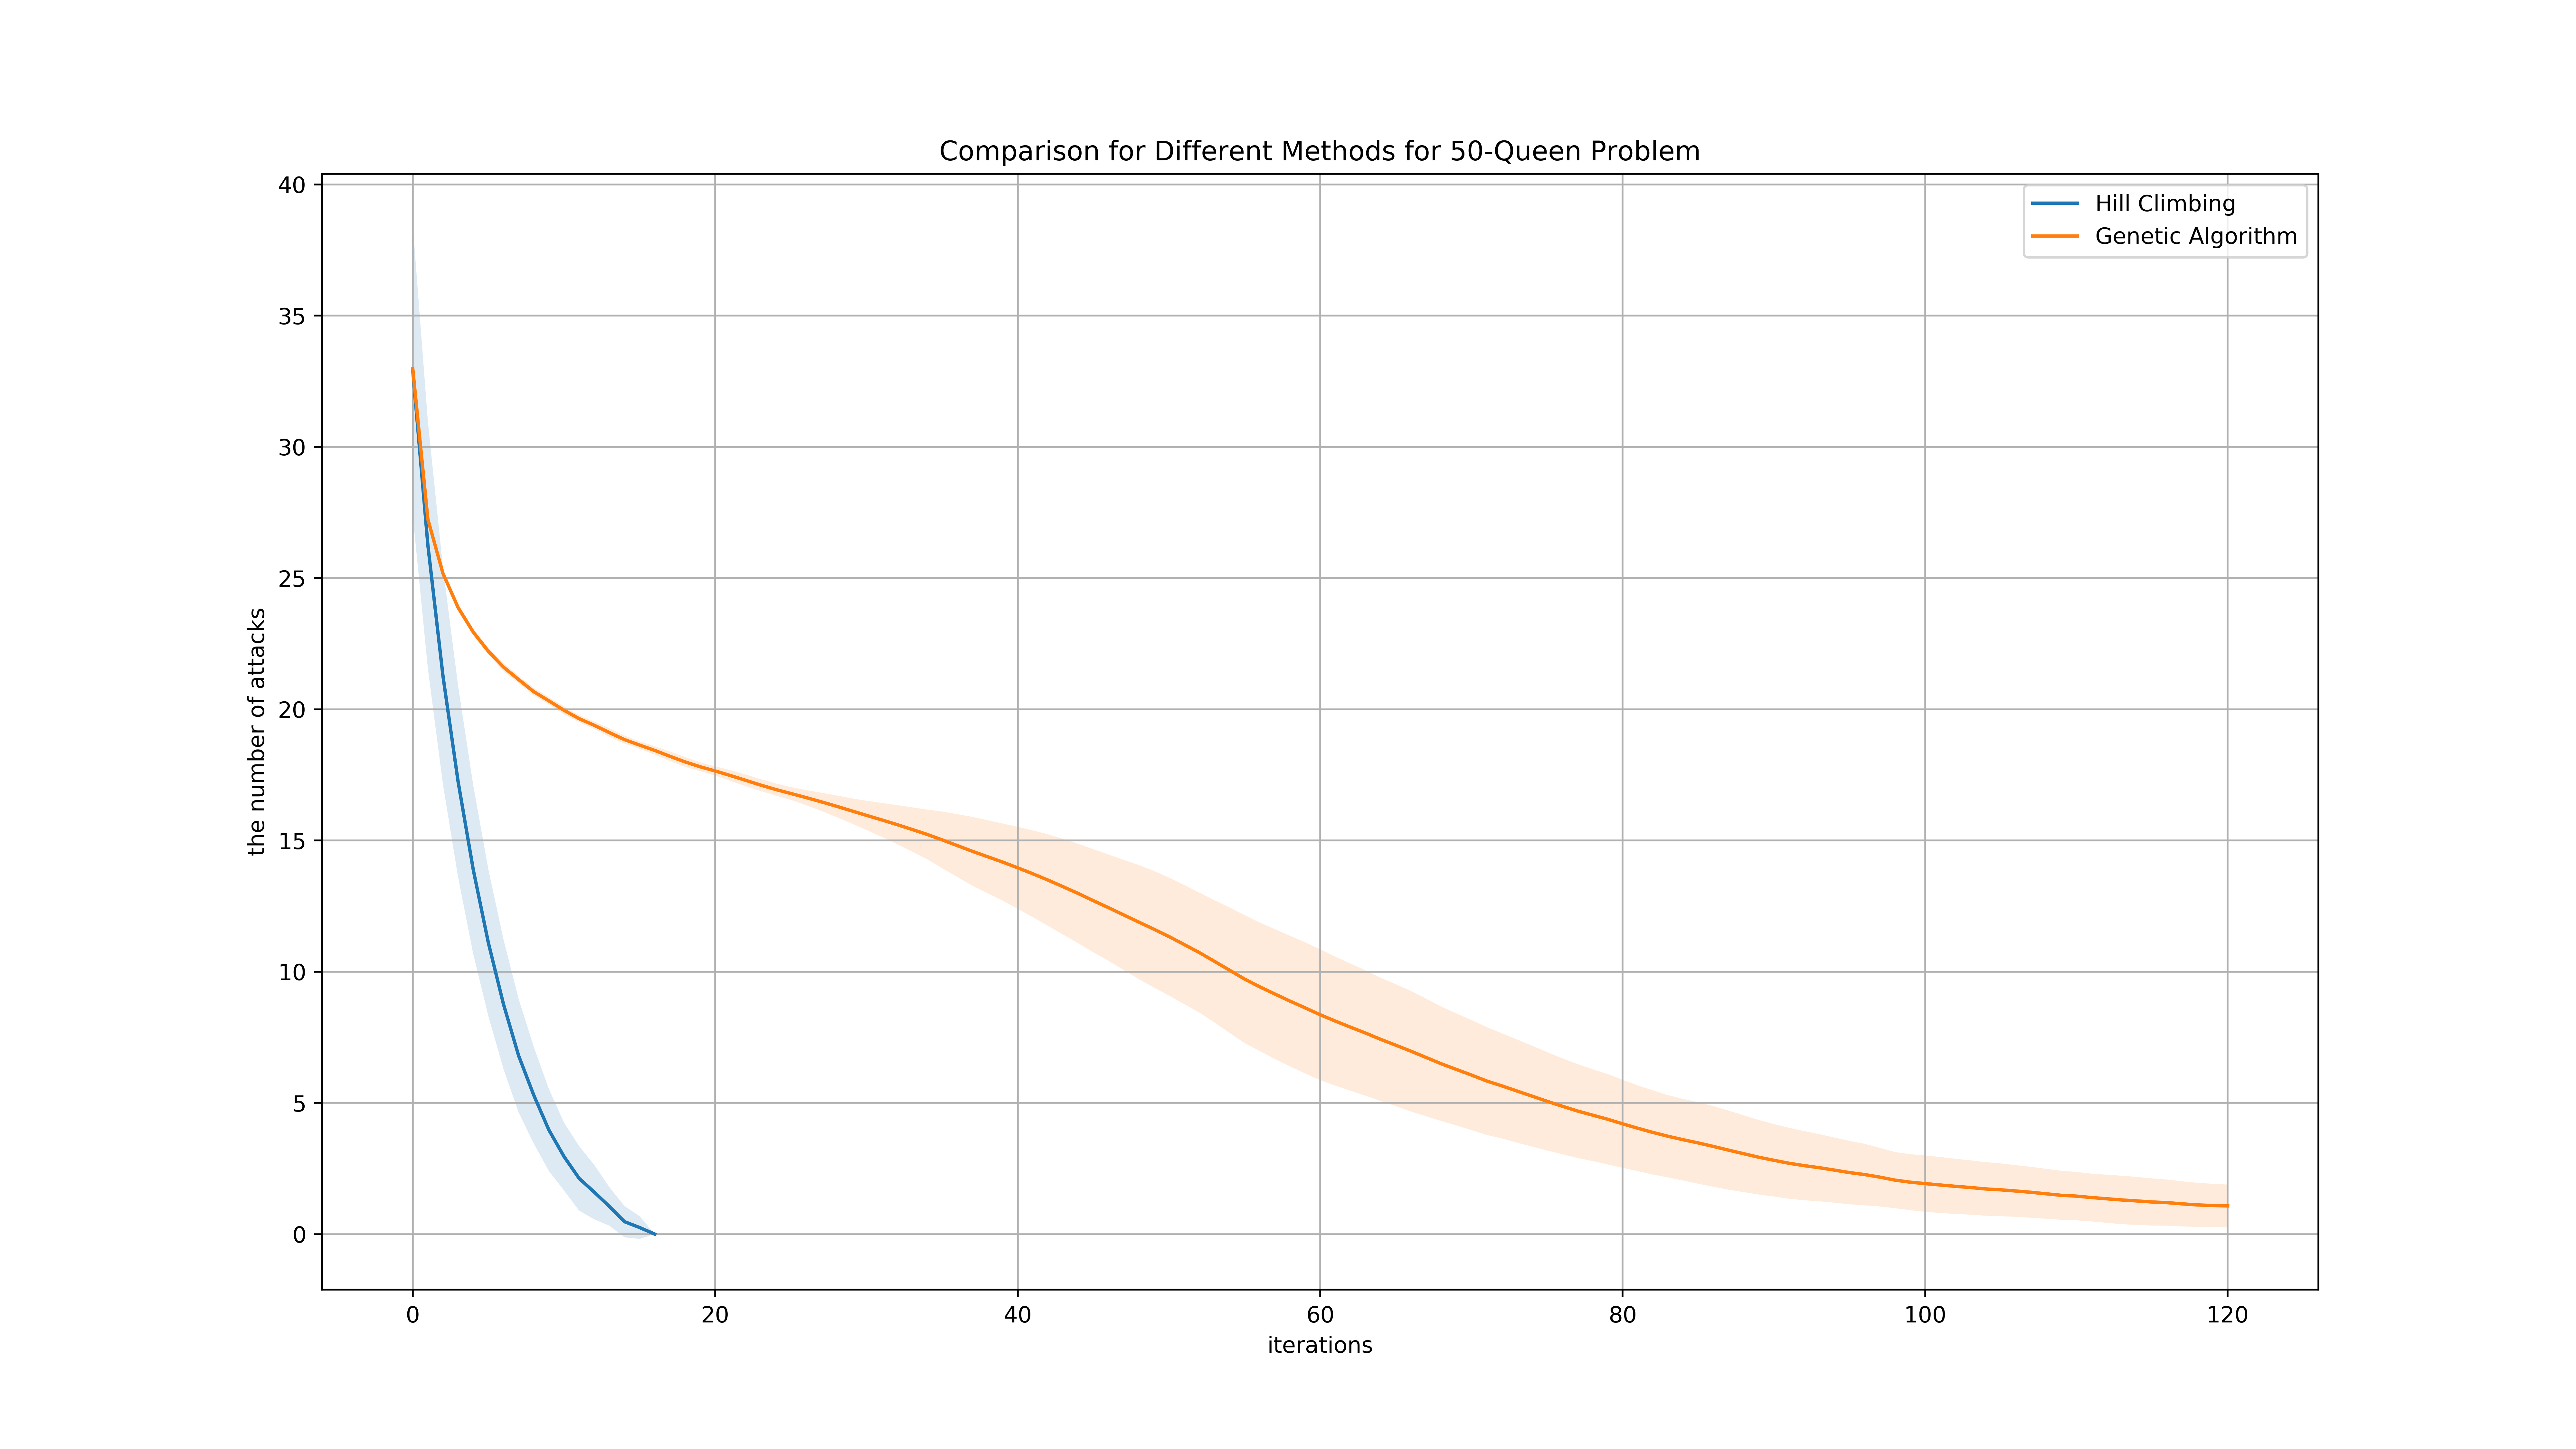 Comparison for Different Methods for 50-Queen Problem
Hill Climbing
Genetic Algorithm
the number of attacks
40
35
30
25
20
15
10
5
0
0 20 40 60 80 100 120
iterations